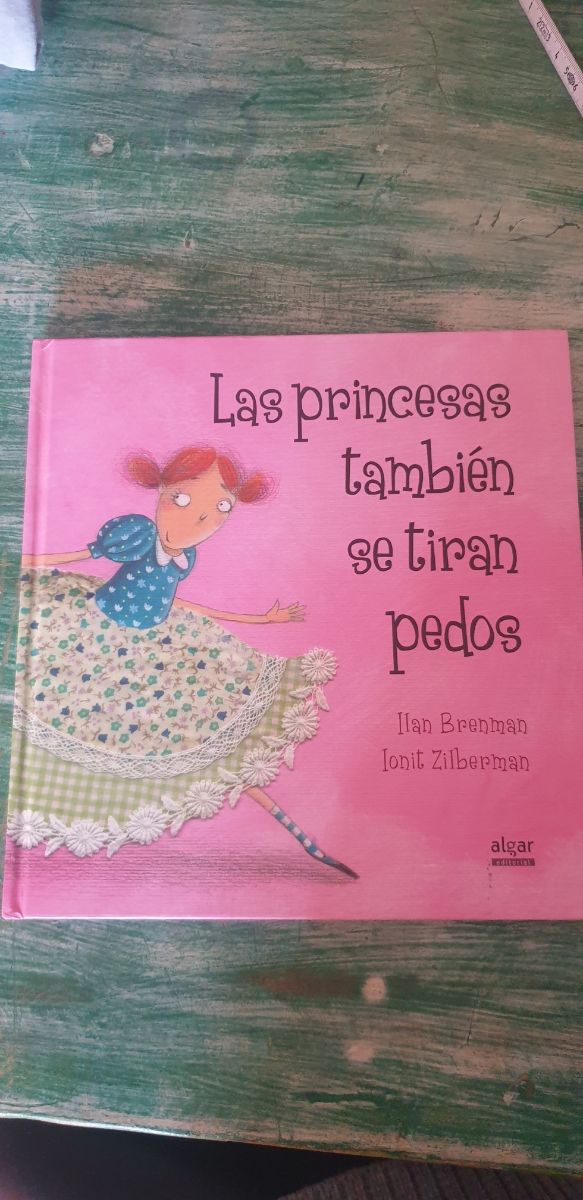 Las princesas
también
se tiran
pedos
Ilan Brenman
Ionit Zilberman
algar
editorial